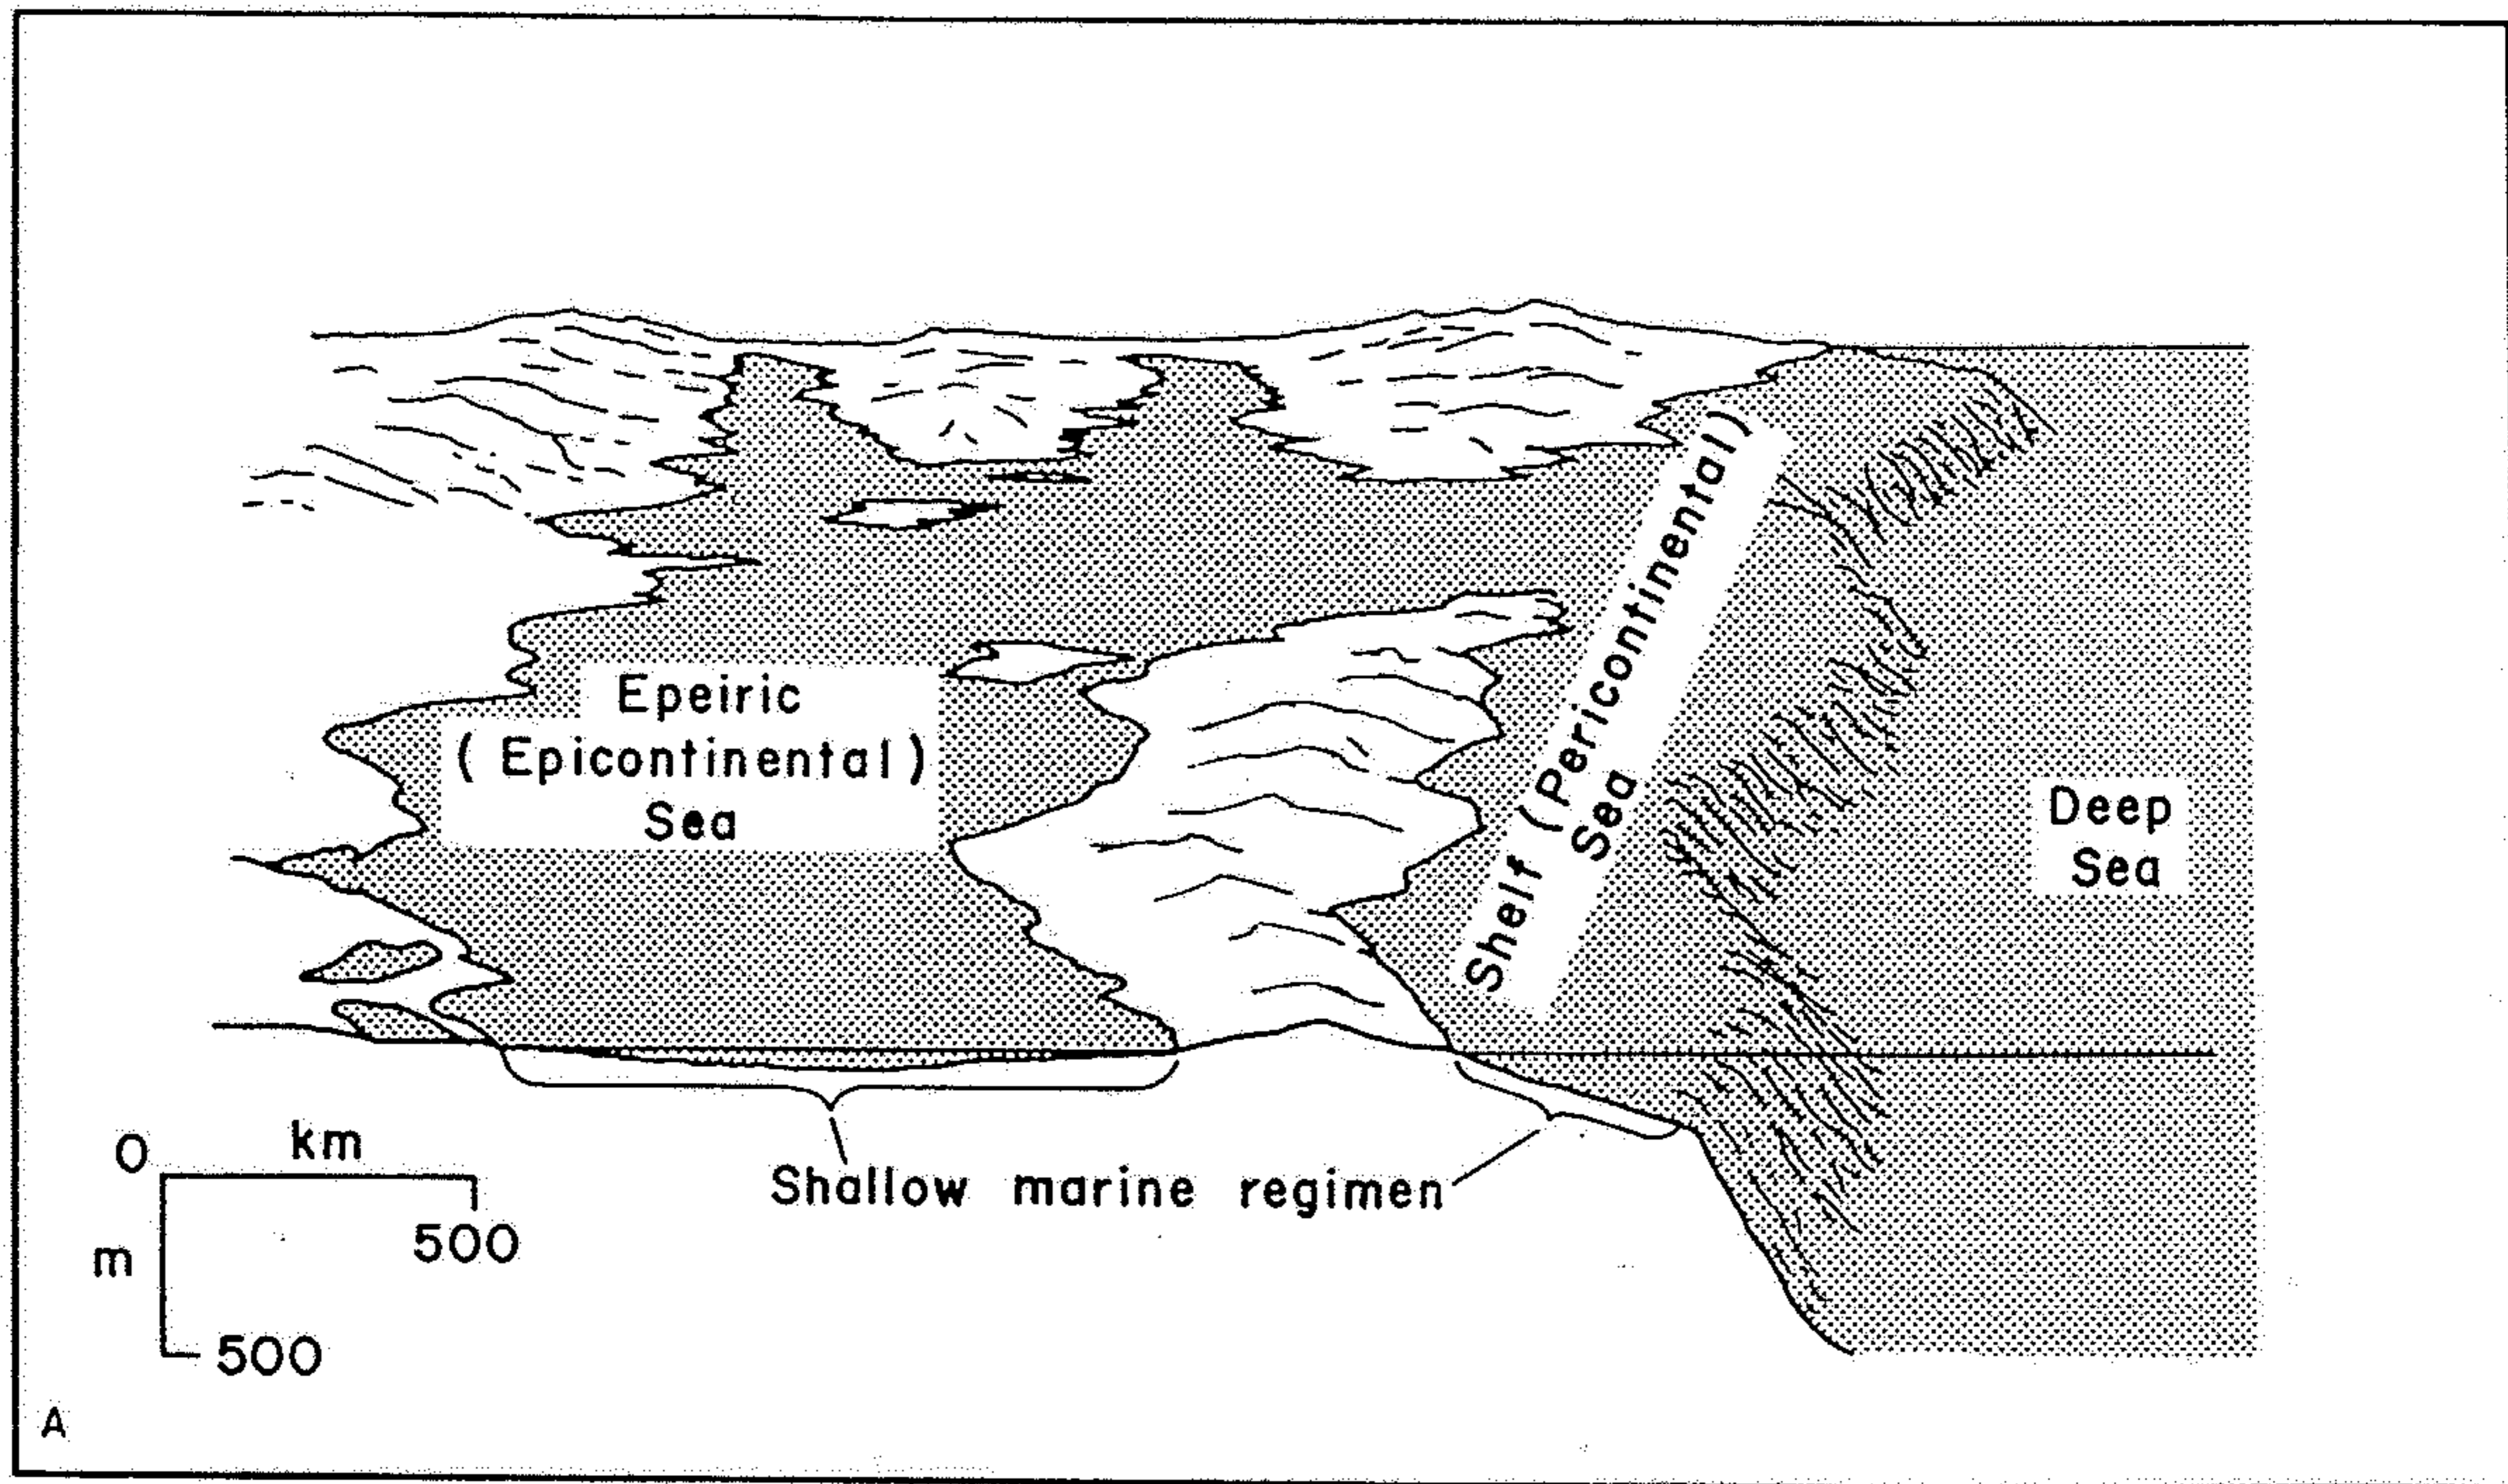 Epeiric
(Epicontinental)
Sea
Shelf (Pericontinental)
Sea
Deep
Sea
Shallow marine regimen
0 km
500
m
500
A